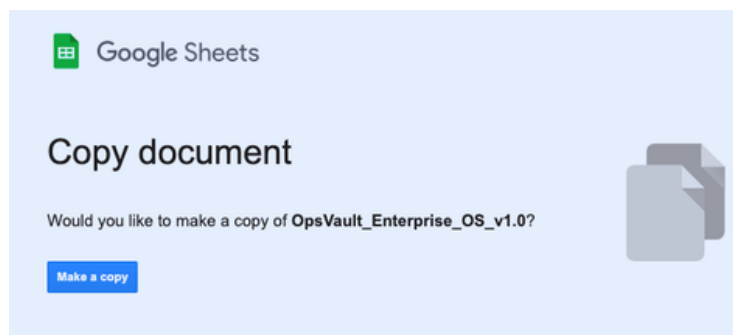 Google Sheets
Copy document
Would you like to make a copy of OpsVault_Enterprise_OS_v1.0?
Make a copy